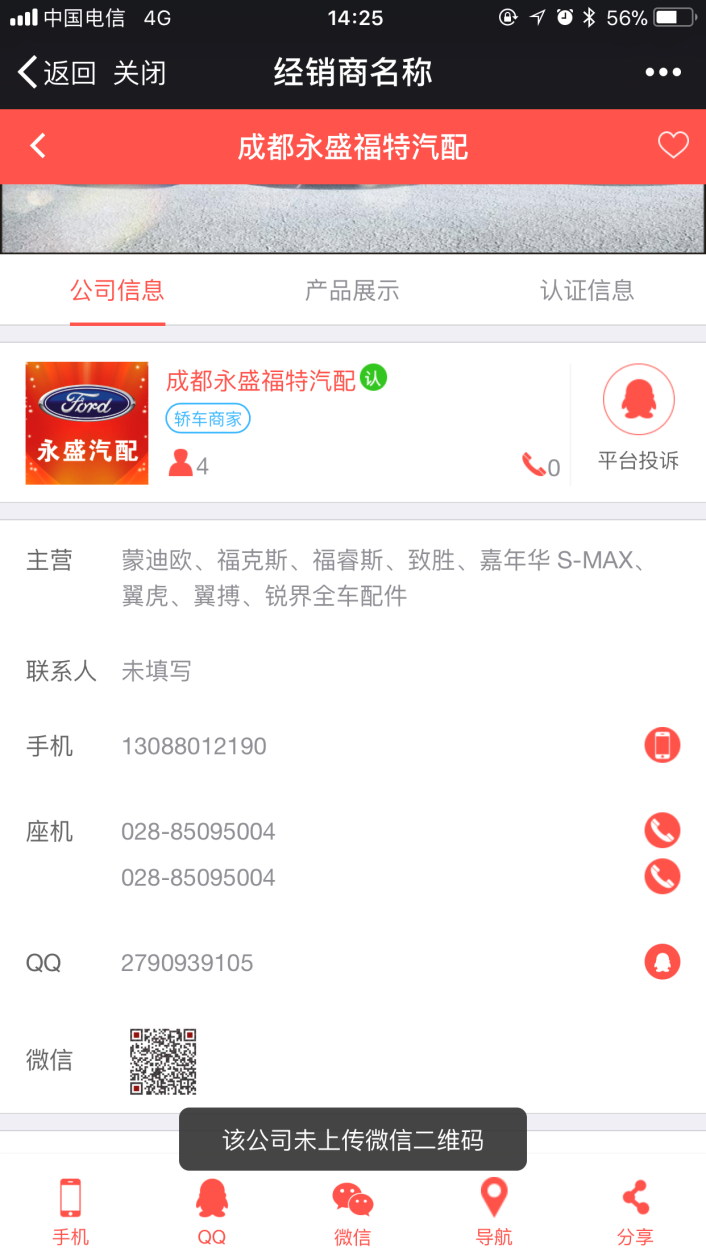 中国电信 4G 14:25 56%
返回 关闭 经销商名称
成都永盛福特汽配
公司信息 产品展示 认证信息
成都永盛福特汽配 认
Ford
永盛汽配
轿车商家
4
0
平台投诉
主营 蒙迪欧、福克斯、福睿斯、致胜、嘉年华 S-MAX、
翼虎、翼搏、锐界全车配件
联系人 未填写
手机 13088012190
座机 028-85095004
028-85095004
QQ 2790939105
微信
该公司未上传微信二维码
手机 QQ 微信 导航 分享